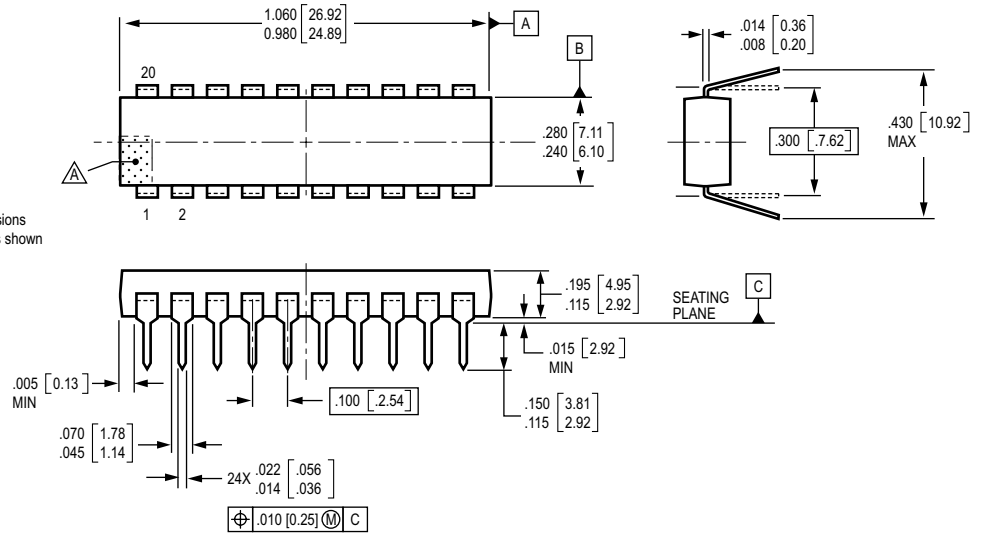 1.060 [26.92]
0.980 [24.89]
A
B
20
.280 [7.11]
.240 [6.10]
A
1 2
.014 [0.36]
.008 [0.20]
.300 [.7.62]
.430 [10.92]
MAX
sions
s shown
.195 [4.95]
.115 [2.92]
SEATING
PLANE
C
.015 [2.92]
MIN
.005 [0.13]
MIN
.100 [.2.54]
.150 [3.81]
.115 [2.92]
.070 [1.78]
.045 [1.14]
24X .022 [.056]
.014 [.036]
⌖ .010 [0.25] Ⓜ C